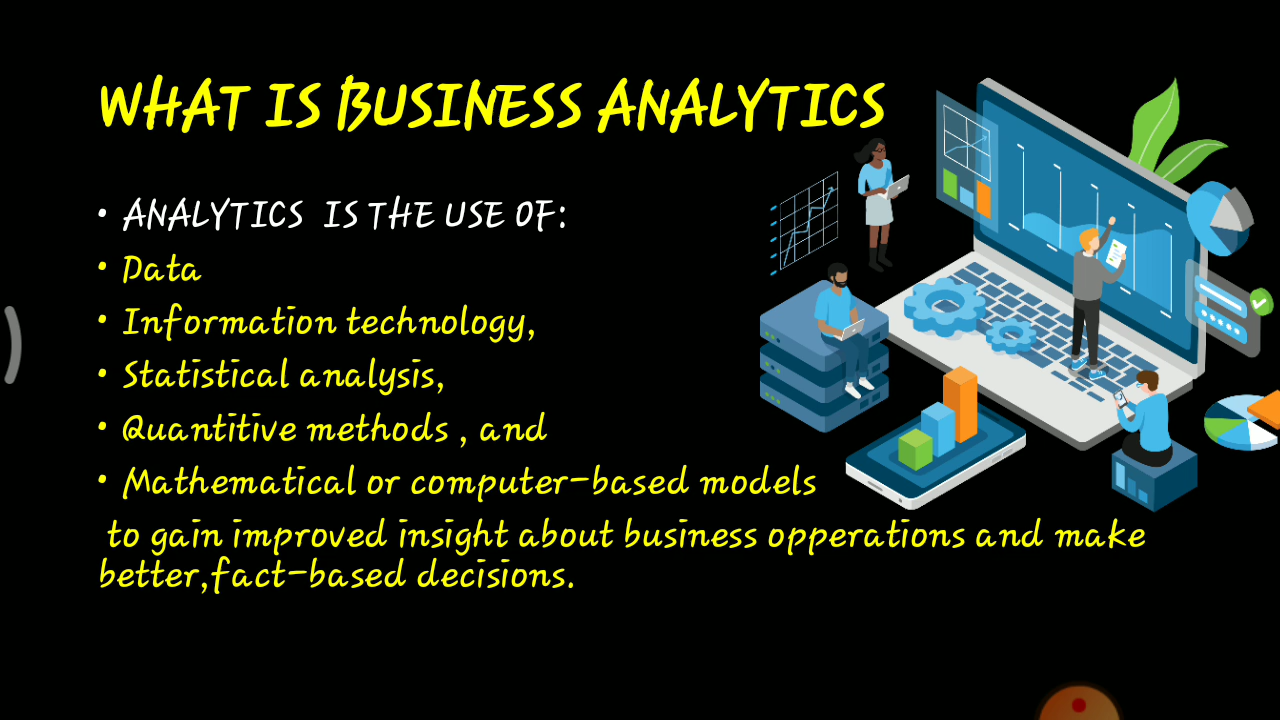 WHAT IS BUSINESS ANALYTICS
• ANALYTICS IS THE USE OF:
• Data
• Information technology,
• Statistical analysis,
• Quantitive methods , and
• Mathematical or computer-based models
to gain improved insight about business opperations and make
better,fact-based decisions.